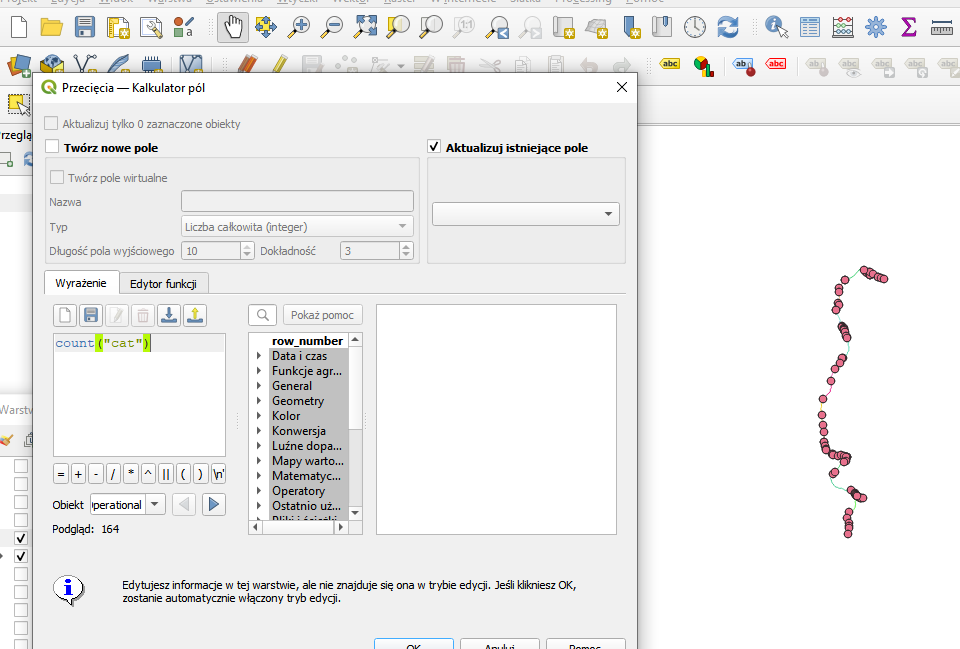 Przecięcia — Kalkulator pól
Aktualizuj tylko 0 zaznaczone obiekty
Twórz nowe pole
Aktualizuj istniejące pole
Twórz pole wirtualne
Nazwa
Typ
Liczba całkowita (integer)
Długość pola wyjściowego
10
Dokładność
3
Wyrażenie
Edytor funkcji
Pokaż pomoc
count("cat")
row_number
Data i czas
Funkcje agr...
General
Geometry
Kolor
Konwersja
Luźne dopa...
Mapy warto...
Matematyc...
Operatory
Ostatnio uż...
= + - / * ^ || ( ) \n'
Obiekt
perational
Podgląd: 164
Edytujesz informacje w tej warstwie, ale nie znajduje się ona w trybie edycji. Jeśli klikniesz OK,
zostanie automatycznie włączony tryb edycji.
OK
Anuluj
Pomoc
abc
abc
abc